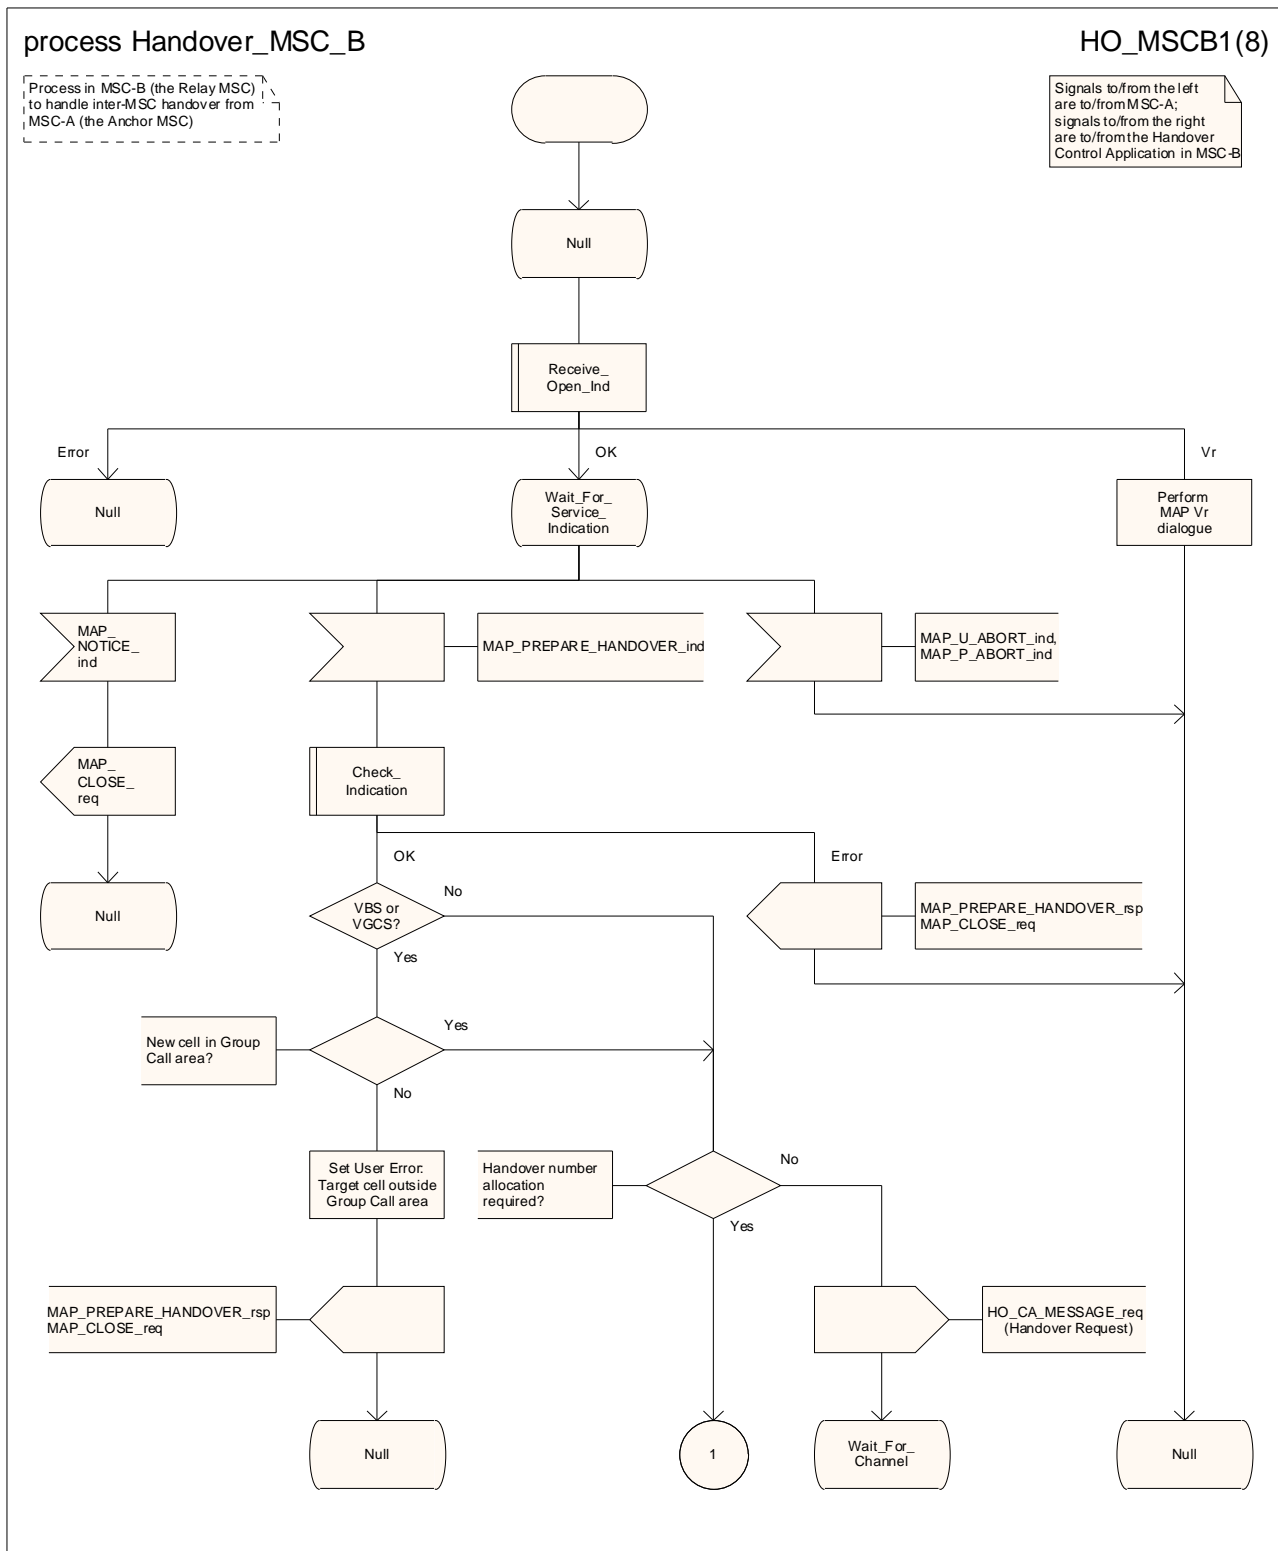 process Handover_MSC_B
HO_MSCB1(8)
Process in MSC-B (the Relay MSC)
to handle inter-MSC handover from
MSC-A (the Anchor MSC)
Signals to/from the left
are to/from MSC-A;
signals to/from the right
are to/from the Handover
Control Application in MSC-B
Null
Receive_
Open_Ind
Error
OK
Vr
Null
Wait_For_
Service_
Indication
Perform
MAP Vr
dialogue
MAP_
NOTICE_
ind
MAP_PREPARE_HANDOVER_ind
MAP_U_ABORT_ind,
MAP_P_ABORT_ind
MAP_
CLOSE_
req
Check_
Indication
OK
Error
Null
VBS or
VGCS?
No
Yes
MAP_PREPARE_HANDOVER_rsp
MAP_CLOSE_req
New cell in Group
Call area?
Yes
No
Set User Error:
Target cell outside
Group Call area
Handover number
allocation
required?
No
Yes
MAP_PREPARE_HANDOVER_rsp
MAP_CLOSE_req
HO_CA_MESSAGE_req
(Handover Request)
Null
1
Wait_For_
Channel
Null